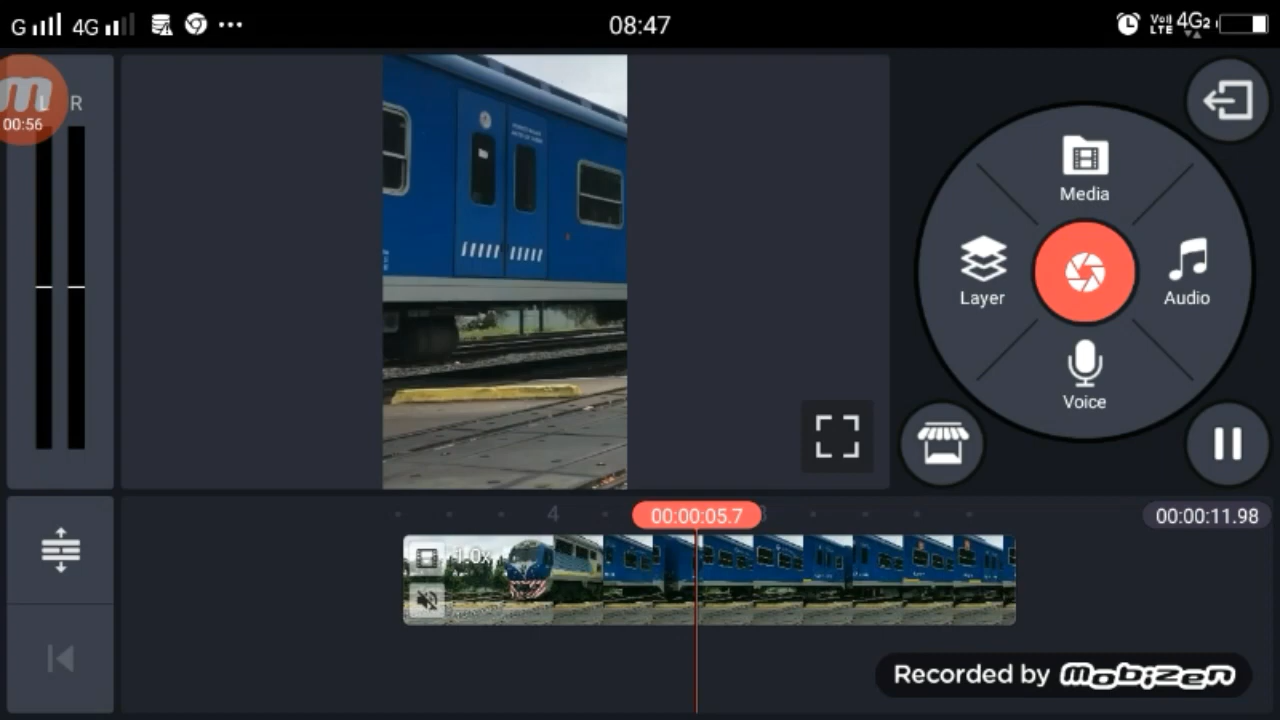 G 4G
08:47
Voll LTE 4G2
m
00:56
L R
Media
Layer
Audio
Voice
4
00:00:05.7
00:00:11.98
1.0x
Recorded by mobizen